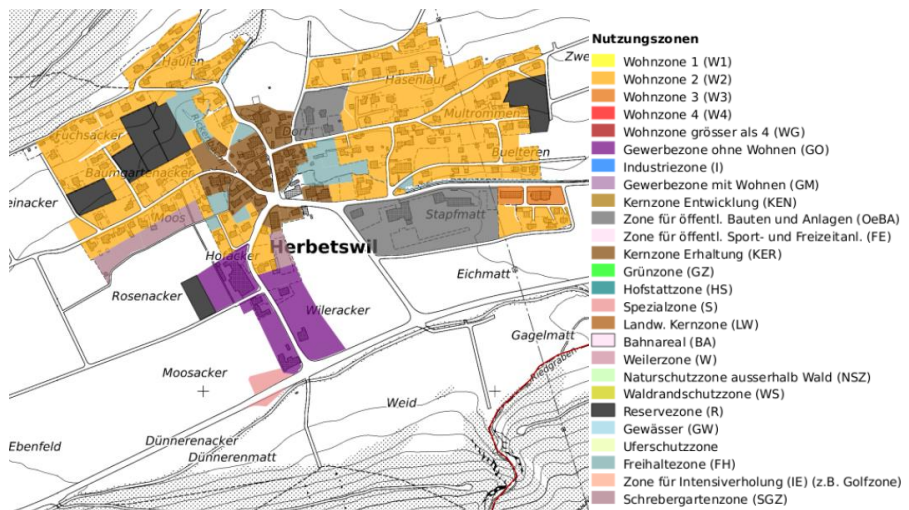 Haulen
Hasenlauf
Zwe
Fuchsacker
Dorf
Multrommen
Baumgartenacker
Buelteren
einacker
Moos
Stapfmatt
Herbetswil
Hofacker
Eichmatt
Rosenacker
Wileracker
Gagelmatt
Riedgraben
Moosacker
Weid
Ebenfeld
Dünnerenacker
Dünnerenmatt
Nutzungszonen
Wohnzone 1 (W1)
Wohnzone 2 (W2)
Wohnzone 3 (W3)
Wohnzone 4 (W4)
Wohnzone grösser als 4 (WG)
Gewerbezone ohne Wohnen (GO)
Industriezone (I)
Gewerbezone mit Wohnen (GM)
Kernzone Entwicklung (KEN)
Zone für öffentl. Bauten und Anlagen (OeBA)
Zone für öffentl. Sport- und Freizeitanl. (FE)
Kernzone Erhaltung (KER)
Grünzone (GZ)
Hofstattzone (HS)
Spezialzone (S)
Landw. Kernzone (LW)
Bahnareal (BA)
Weilerzone (W)
Naturschutzzone ausserhalb Wald (NSZ)
Waldrandschutzzone (WS)
Reservezone (R)
Gewässer (GW)
Uferschutzzone
Freihaltezone (FH)
Zone für Intensiverholung (IE) (z.B. Golfzone)
Schrebergartenzone (SGZ)